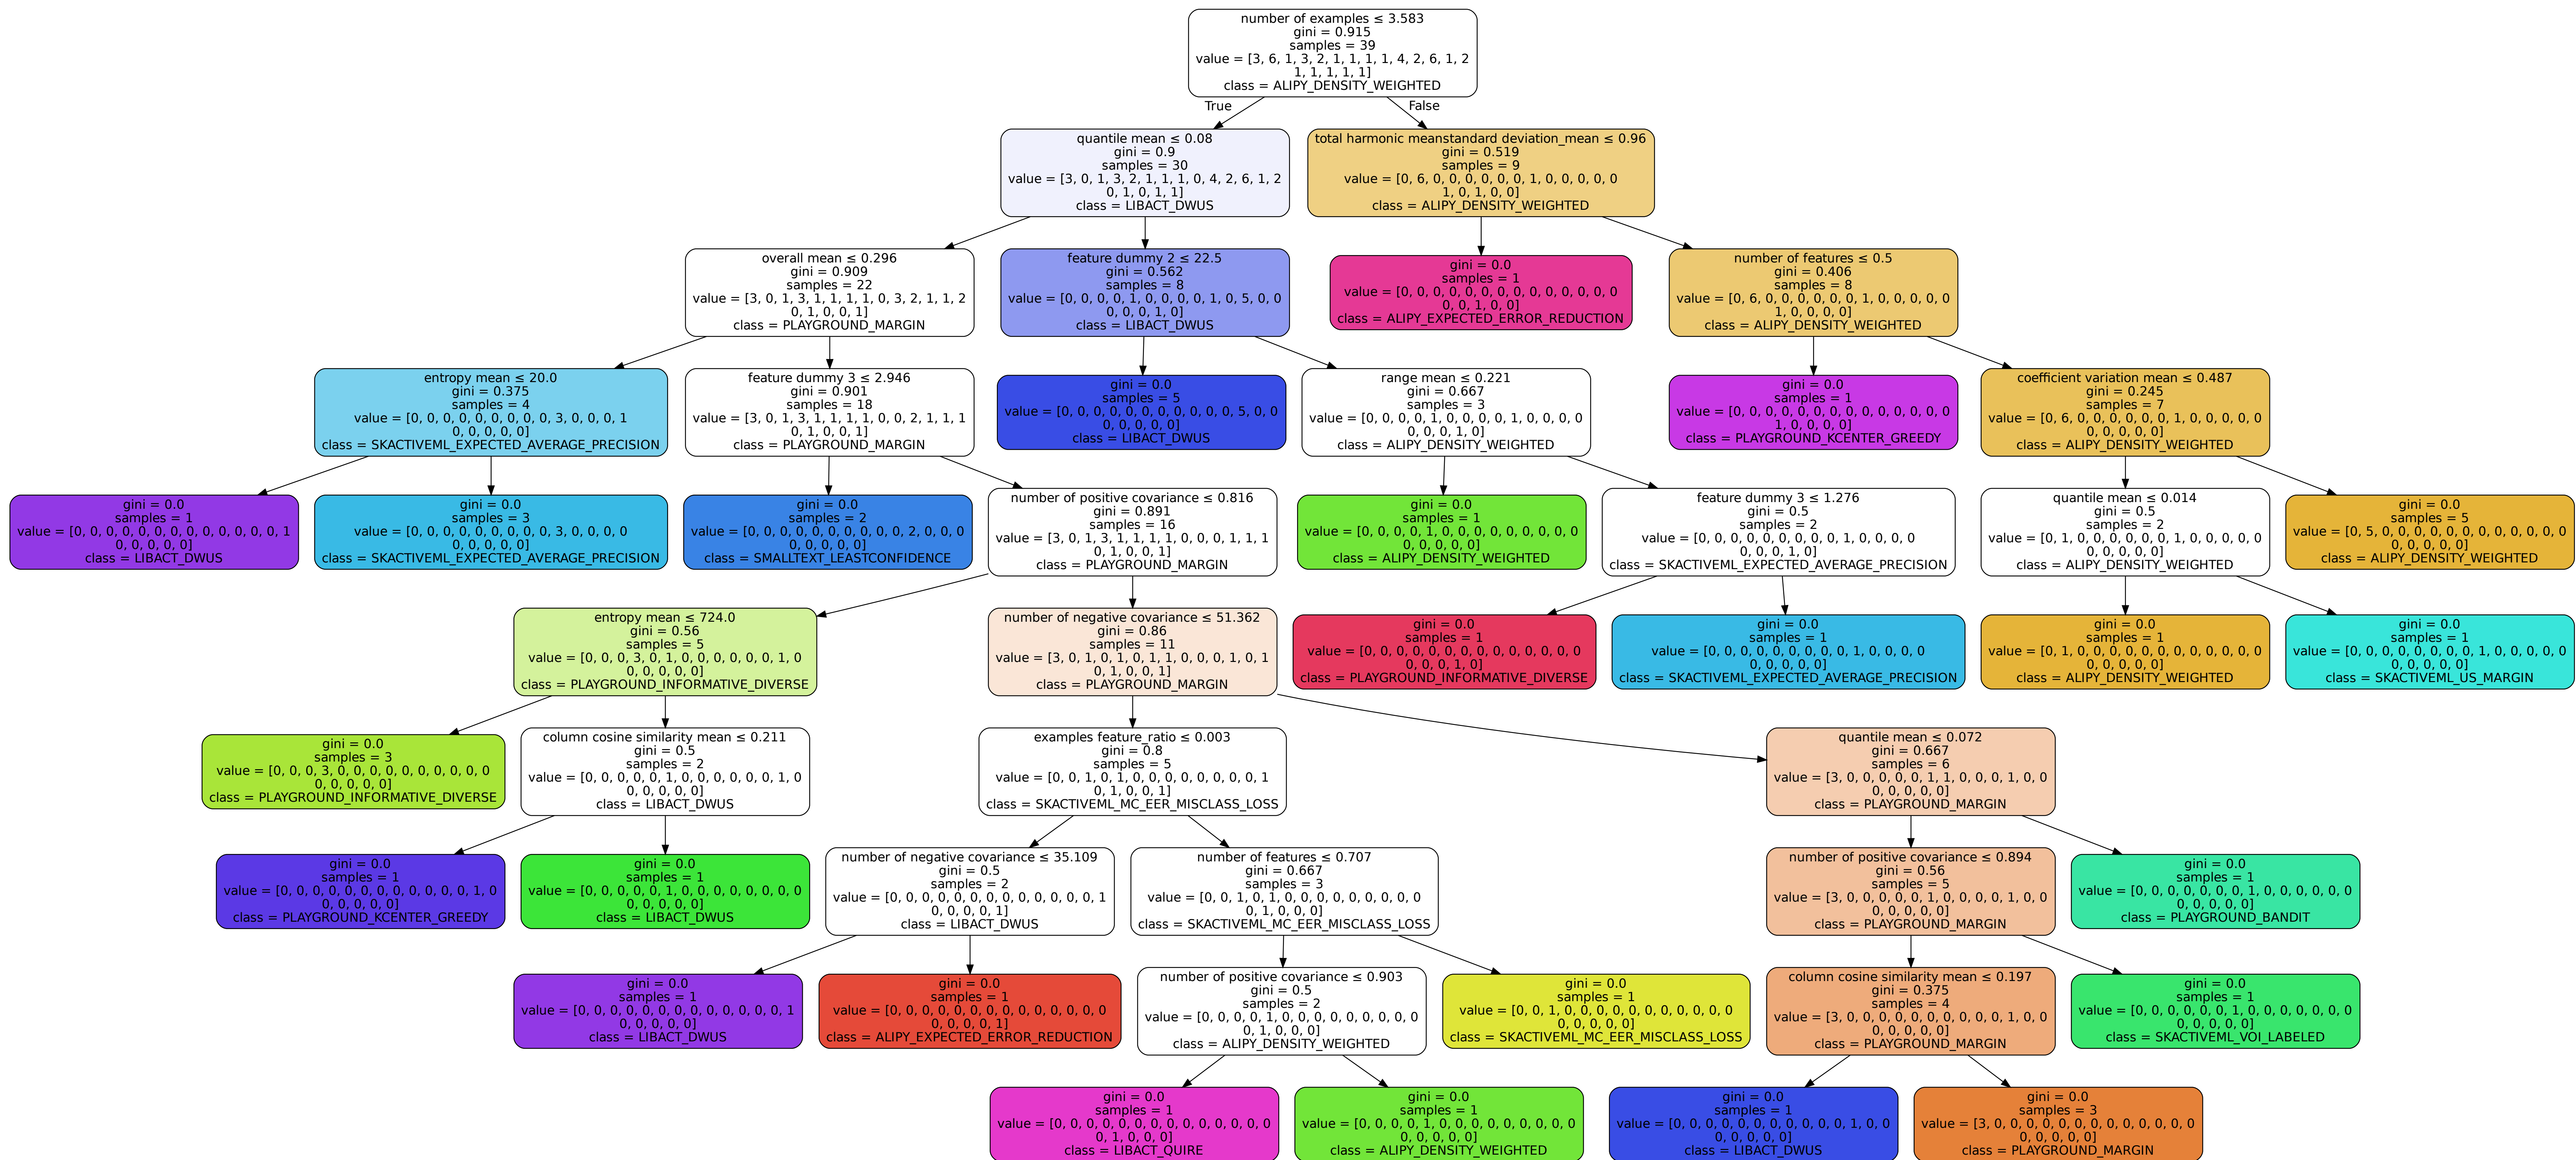 number of examples ≤ 3.583
gini = 0.915
samples = 39
value = [3, 6, 1, 3, 2, 1, 1, 1, 1, 4, 2, 6, 1, 2
1, 1, 1, 1, 1]
class = ALIPY_DENSITY_WEIGHTED
True
False
quantile mean ≤ 0.08
gini = 0.9
samples = 30
value = [3, 0, 1, 3, 2, 1, 1, 1, 0, 4, 2, 6, 1, 2
0, 1, 0, 1, 1]
class = LIBACT_DWUS
total harmonic meanstandard deviation_mean ≤ 0.96
gini = 0.519
samples = 9
value = [0, 6, 0, 0, 0, 0, 0, 0, 1, 0, 0, 0, 0, 0
1, 0, 1, 0, 0]
class = ALIPY_DENSITY_WEIGHTED
overall mean ≤ 0.296
gini = 0.909
samples = 22
value = [3, 0, 1, 3, 1, 1, 1, 1, 0, 3, 2, 1, 1, 2
0, 1, 0, 0, 1]
class = PLAYGROUND_MARGIN
feature dummy 2 ≤ 22.5
gini = 0.562
samples = 8
value = [0, 0, 0, 0, 1, 0, 0, 0, 0, 1, 0, 5, 0, 0
0, 0, 0, 1, 0]
class = LIBACT_DWUS
gini = 0.0
samples = 1
value = [0, 0, 0, 0, 0, 0, 0, 0, 0, 0, 0, 0, 0, 0
0, 0, 1, 0, 0]
class = ALIPY_EXPECTED_ERROR_REDUCTION
number of features ≤ 0.5
gini = 0.406
samples = 8
value = [0, 6, 0, 0, 0, 0, 0, 0, 1, 0, 0, 0, 0, 0
1, 0, 0, 0, 0]
class = ALIPY_DENSITY_WEIGHTED
entropy mean ≤ 20.0
gini = 0.375
samples = 4
value = [0, 0, 0, 0, 0, 0, 0, 0, 0, 3, 0, 0, 0, 1
0, 0, 0, 0, 0]
class = SKACTIVEML_EXPECTED_AVERAGE_PRECISION
feature dummy 3 ≤ 2.946
gini = 0.901
samples = 18
value = [3, 0, 1, 3, 1, 1, 1, 1, 0, 0, 2, 1, 1, 1
0, 1, 0, 0, 1]
class = PLAYGROUND_MARGIN
gini = 0.0
samples = 5
value = [0, 0, 0, 0, 0, 0, 0, 0, 0, 0, 0, 5, 0, 0
0, 0, 0, 0, 0]
class = LIBACT_DWUS
range mean ≤ 0.221
gini = 0.667
samples = 3
value = [0, 0, 0, 0, 1, 0, 0, 0, 0, 1, 0, 0, 0, 0
0, 0, 0, 1, 0]
class = ALIPY_DENSITY_WEIGHTED
gini = 0.0
samples = 1
value = [0, 0, 0, 0, 0, 0, 0, 0, 0, 0, 0, 0, 0, 0
1, 0, 0, 0, 0]
class = PLAYGROUND_KCENTER_GREEDY
coefficient variation mean ≤ 0.487
gini = 0.245
samples = 7
value = [0, 6, 0, 0, 0, 0, 0, 0, 1, 0, 0, 0, 0, 0
0, 0, 0, 0, 0]
class = ALIPY_DENSITY_WEIGHTED
gini = 0.0
samples = 1
value = [0, 0, 0, 0, 0, 0, 0, 0, 0, 0, 0, 0, 0, 1
0, 0, 0, 0, 0]
class = LIBACT_DWUS
gini = 0.0
samples = 3
value = [0, 0, 0, 0, 0, 0, 0, 0, 0, 3, 0, 0, 0, 0
0, 0, 0, 0, 0]
class = SKACTIVEML_EXPECTED_AVERAGE_PRECISION
gini = 0.0
samples = 2
value = [0, 0, 0, 0, 0, 0, 0, 0, 0, 0, 2, 0, 0, 0
0, 0, 0, 0, 0]
class = SMALLTEXT_LEASTCONFIDENCE
number of positive covariance ≤ 0.816
gini = 0.891
samples = 16
value = [3, 0, 1, 3, 1, 1, 1, 1, 0, 0, 0, 1, 1, 1
0, 1, 0, 0, 1]
class = PLAYGROUND_MARGIN
gini = 0.0
samples = 1
value = [0, 0, 0, 0, 1, 0, 0, 0, 0, 0, 0, 0, 0, 0
0, 0, 0, 0, 0]
class = ALIPY_DENSITY_WEIGHTED
feature dummy 3 ≤ 1.276
gini = 0.5
samples = 2
value = [0, 0, 0, 0, 0, 0, 0, 0, 0, 1, 0, 0, 0, 0
0, 0, 0, 1, 0]
class = SKACTIVEML_EXPECTED_AVERAGE_PRECISION
quantile mean ≤ 0.014
gini = 0.5
samples = 2
value = [0, 1, 0, 0, 0, 0, 0, 0, 1, 0, 0, 0, 0, 0
0, 0, 0, 0, 0]
class = ALIPY_DENSITY_WEIGHTED
gini = 0.0
samples = 5
value = [0, 5, 0, 0, 0, 0, 0, 0, 0, 0, 0, 0, 0, 0
0, 0, 0, 0, 0]
class = ALIPY_DENSITY_WEIGHTED
entropy mean ≤ 724.0
gini = 0.56
samples = 5
value = [0, 0, 0, 3, 0, 1, 0, 0, 0, 0, 0, 0, 1, 0
0, 0, 0, 0, 0]
class = PLAYGROUND_INFORMATIVE_DIVERSE
number of negative covariance ≤ 51.362
gini = 0.86
samples = 11
value = [3, 0, 1, 0, 1, 0, 1, 1, 0, 0, 0, 1, 0, 1
0, 1, 0, 0, 1]
class = PLAYGROUND_MARGIN
gini = 0.0
samples = 1
value = [0, 0, 0, 0, 0, 0, 0, 0, 0, 0, 0, 0, 0, 0
0, 0, 0, 1, 0]
class = PLAYGROUND_INFORMATIVE_DIVERSE
gini = 0.0
samples = 1
value = [0, 0, 0, 0, 0, 0, 0, 0, 0, 1, 0, 0, 0, 0
0, 0, 0, 0, 0]
class = SKACTIVEML_EXPECTED_AVERAGE_PRECISION
gini = 0.0
samples = 1
value = [0, 1, 0, 0, 0, 0, 0, 0, 0, 0, 0, 0, 0, 0
0, 0, 0, 0, 0]
class = ALIPY_DENSITY_WEIGHTED
gini = 0.0
samples = 1
value = [0, 0, 0, 0, 0, 0, 0, 0, 1, 0, 0, 0, 0, 0
0, 0, 0, 0, 0]
class = SKACTIVEML_US_MARGIN
gini = 0.0
samples = 3
value = [0, 0, 0, 3, 0, 0, 0, 0, 0, 0, 0, 0, 0, 0
0, 0, 0, 0, 0]
class = PLAYGROUND_INFORMATIVE_DIVERSE
column cosine similarity mean ≤ 0.211
gini = 0.5
samples = 2
value = [0, 0, 0, 0, 0, 1, 0, 0, 0, 0, 0, 0, 1, 0
0, 0, 0, 0, 0]
class = LIBACT_DWUS
examples feature_ratio ≤ 0.003
gini = 0.8
samples = 5
value = [0, 0, 1, 0, 1, 0, 0, 0, 0, 0, 0, 0, 0, 1
0, 1, 0, 0, 1]
class = SKACTIVEML_MC_EER_MISCLASS_LOSS
quantile mean ≤ 0.072
gini = 0.667
samples = 6
value = [3, 0, 0, 0, 0, 0, 1, 1, 0, 0, 0, 1, 0, 0
0, 0, 0, 0, 0]
class = PLAYGROUND_MARGIN
gini = 0.0
samples = 1
value = [0, 0, 0, 0, 0, 0, 0, 0, 0, 0, 0, 0, 1, 0
0, 0, 0, 0, 0]
class = PLAYGROUND_KCENTER_GREEDY
gini = 0.0
samples = 1
value = [0, 0, 0, 0, 0, 1, 0, 0, 0, 0, 0, 0, 0, 0
0, 0, 0, 0, 0]
class = LIBACT_DWUS
number of negative covariance ≤ 35.109
gini = 0.5
samples = 2
value = [0, 0, 0, 0, 0, 0, 0, 0, 0, 0, 0, 0, 0, 1
0, 0, 0, 0, 1]
class = LIBACT_DWUS
number of features ≤ 0.707
gini = 0.667
samples = 3
value = [0, 0, 1, 0, 1, 0, 0, 0, 0, 0, 0, 0, 0, 0
0, 1, 0, 0, 0]
class = SKACTIVEML_MC_EER_MISCLASS_LOSS
number of positive covariance ≤ 0.894
gini = 0.56
samples = 5
value = [3, 0, 0, 0, 0, 0, 1, 0, 0, 0, 0, 1, 0, 0
0, 0, 0, 0, 0]
class = PLAYGROUND_MARGIN
gini = 0.0
samples = 1
value = [0, 0, 0, 0, 0, 0, 0, 1, 0, 0, 0, 0, 0, 0
0, 0, 0, 0, 0]
class = PLAYGROUND_BANDIT
gini = 0.0
samples = 1
value = [0, 0, 0, 0, 0, 0, 0, 0, 0, 0, 0, 0, 0, 1
0, 0, 0, 0, 0]
class = LIBACT_DWUS
gini = 0.0
samples = 1
value = [0, 0, 0, 0, 0, 0, 0, 0, 0, 0, 0, 0, 0, 0
0, 0, 0, 0, 1]
class = ALIPY_EXPECTED_ERROR_REDUCTION
number of positive covariance ≤ 0.903
gini = 0.5
samples = 2
value = [0, 0, 0, 0, 1, 0, 0, 0, 0, 0, 0, 0, 0, 0
0, 1, 0, 0, 0]
class = ALIPY_DENSITY_WEIGHTED
gini = 0.0
samples = 1
value = [0, 0, 1, 0, 0, 0, 0, 0, 0, 0, 0, 0, 0, 0
0, 0, 0, 0, 0]
class = SKACTIVEML_MC_EER_MISCLASS_LOSS
column cosine similarity mean ≤ 0.197
gini = 0.375
samples = 4
value = [3, 0, 0, 0, 0, 0, 0, 0, 0, 0, 0, 1, 0, 0
0, 0, 0, 0, 0]
class = PLAYGROUND_MARGIN
gini = 0.0
samples = 1
value = [0, 0, 0, 0, 0, 0, 1, 0, 0, 0, 0, 0, 0, 0
0, 0, 0, 0, 0]
class = SKACTIVEML_VOI_LABELED
gini = 0.0
samples = 1
value = [0, 0, 0, 0, 0, 0, 0, 0, 0, 0, 0, 0, 0, 0
0, 1, 0, 0, 0]
class = LIBACT_QUIRE
gini = 0.0
samples = 1
value = [0, 0, 0, 0, 1, 0, 0, 0, 0, 0, 0, 0, 0, 0
0, 0, 0, 0, 0]
class = ALIPY_DENSITY_WEIGHTED
gini = 0.0
samples = 1
value = [0, 0, 0, 0, 0, 0, 0, 0, 0, 0, 0, 1, 0, 0
0, 0, 0, 0, 0]
class = LIBACT_DWUS
gini = 0.0
samples = 3
value = [3, 0, 0, 0, 0, 0, 0, 0, 0, 0, 0, 0, 0, 0
0, 0, 0, 0, 0]
class = PLAYGROUND_MARGIN